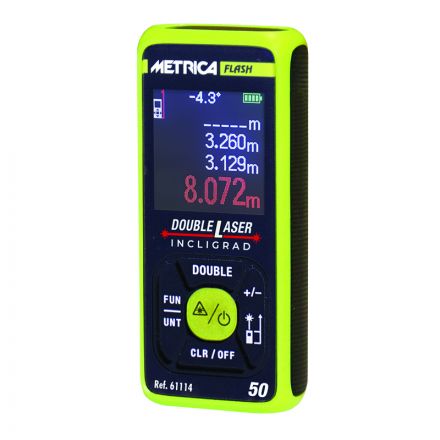 METRICA FLASH
-4.3°
-----m
3.260m
3.129m
8.072m
DOUBLE LASER
INCLIGRAD
DOUBLE
FUN
UNT
+/-
CLR / OFF
Ref. 61114
50